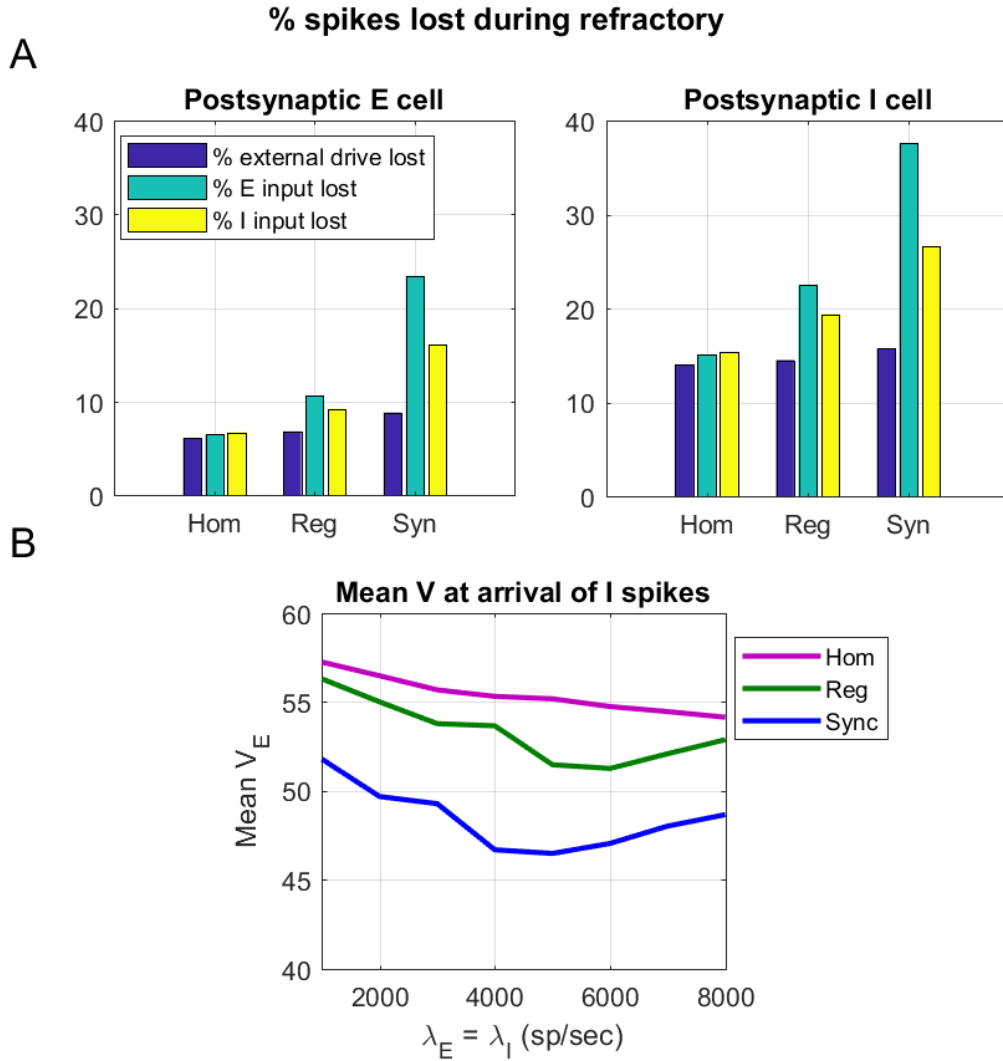 % spikes lost during refractory
A
Postsynaptic E cell
40
30
20
10
0
% external drive lost
% E input lost
% I input lost
Hom Reg Syn
Postsynaptic I cell
40
30
20
10
0
Hom Reg Syn
B
Mean V at arrival of I spikes
60
55
50
45
40
Mean V_E
2000 4000 6000 8000
λ_E = λ_I (sp/sec)
Hom
Reg
Sync